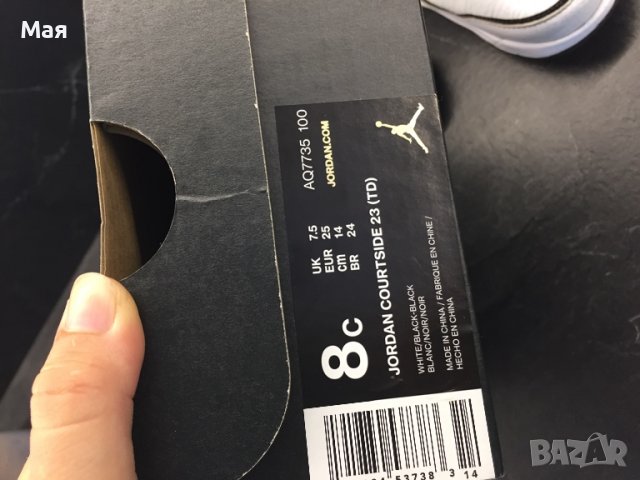 Мая
AQ7735 100
JORDAN.COM
UK 7.5
EUR 25
cm 14
BR 24
8C
JORDAN COURTSIDE 23 (TD)
WHITE/BLACK-BLACK
BLANC/NOIR/NOIR
MADE IN CHINA / FABRIQUE EN CHINE /
HECHO EN CHINA
53738 3 14
BAZAR